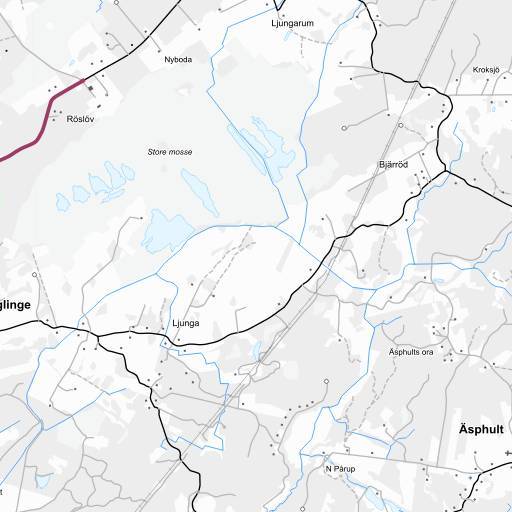 Ljungarum
Nyboda
Kroksjö
Röslöv
Store mosse
Bjärröd
glinge
Ljunga
Äsphults ora
Äsphult
N Pårup
t